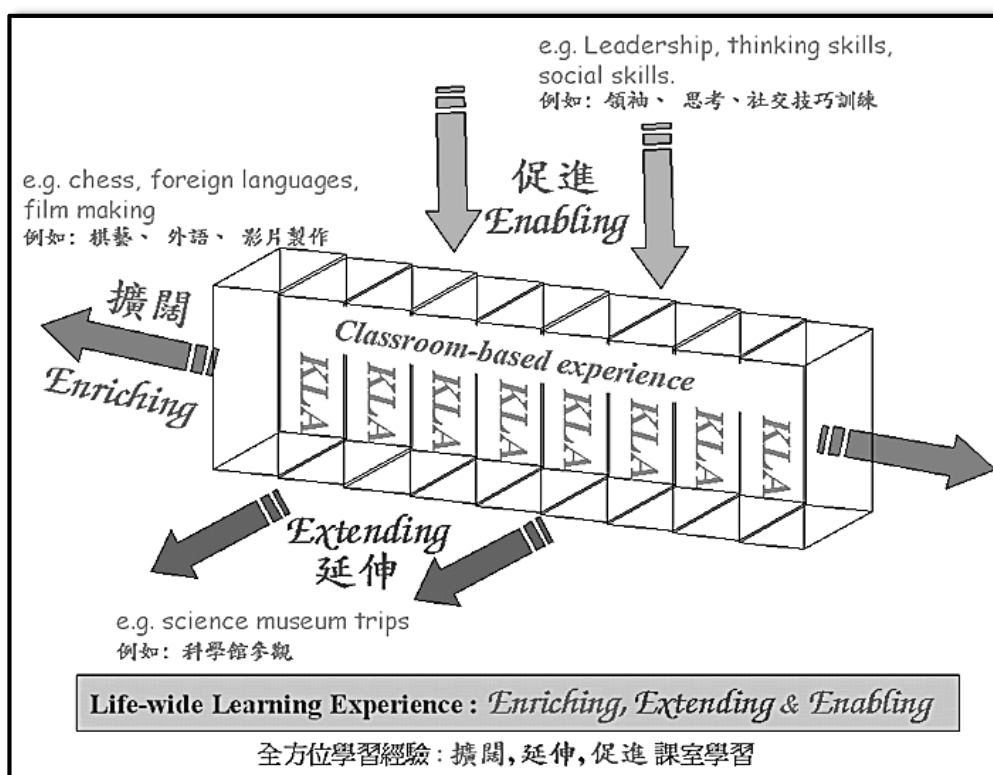 e.g. Leadership, thinking skills,
social skills.
例如：領袖、思考、社交技巧訓練
促進
Enabling
e.g. chess, foreign languages,
film making
例如：棋藝、外語、影片製作
擴闊
Enriching
Classroom-based experience
KLA
KLA
KLA
KLA
KLA
KLA
KLA
KLA
Extending
延伸
e.g. science museum trips
例如：科學館參觀
Life-wide Learning Experience : Enriching, Extending & Enabling
全方位學習經驗：擴闊,延伸,促進 課室學習